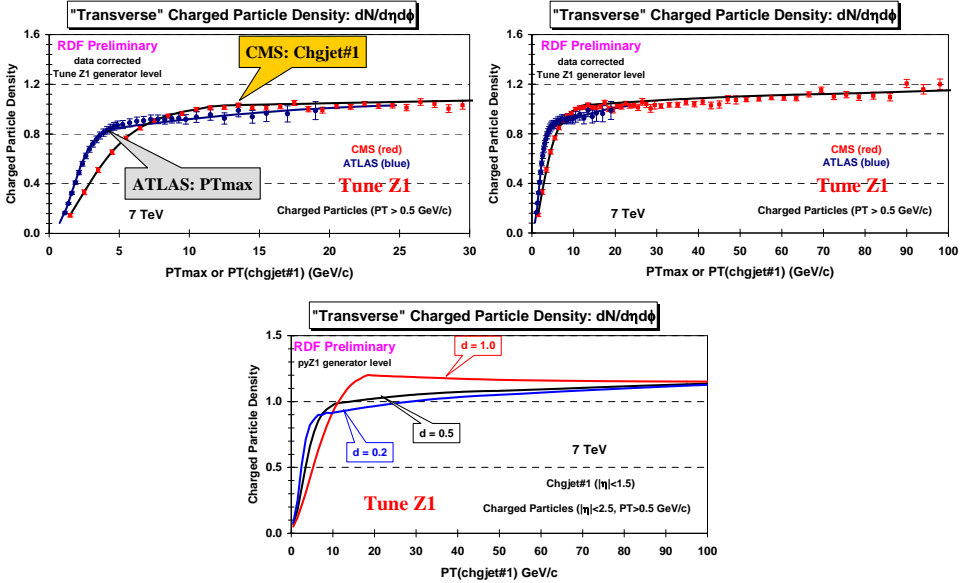 "Transverse" Charged Particle Density: dN/dηdϕ
RDF Preliminary
data corrected
Tune Z1 generator level
CMS: Chgjet#1
ATLAS: PTmax
CMS (red)
ATLAS (blue)
Tune Z1
7 TeV
Charged Particles (PT > 0.5 GeV/c)
Charged Particle Density
0.0
0.4
0.8
1.2
1.6
0 5 10 15 20 25 30
PTmax or PT(chgjet#1) (GeV/c)
"Transverse" Charged Particle Density: dN/dηdϕ
RDF Preliminary
data corrected
Tune Z1 generator level
CMS (red)
ATLAS (blue)
Tune Z1
7 TeV
Charged Particles (PT > 0.5 GeV/c)
Charged Particle Density
0.0
0.4
0.8
1.2
1.6
0 10 20 30 40 50 60 70 80 90 100
PTmax or PT(chgjet#1) (GeV/c)
"Transverse" Charged Particle Density: dN/dηdϕ
RDF Preliminary
pyZ1 generator level
d = 1.0
d = 0.5
d = 0.2
7 TeV
Chgjet#1 (|η|<1.5)
Tune Z1
Charged Particles (|η|<2.5, PT>0.5 GeV/c)
Charged Particle Density
0.0
0.5
1.0
1.5
0 10 20 30 40 50 60 70 80 90 100
PT(chgjet#1) GeV/c